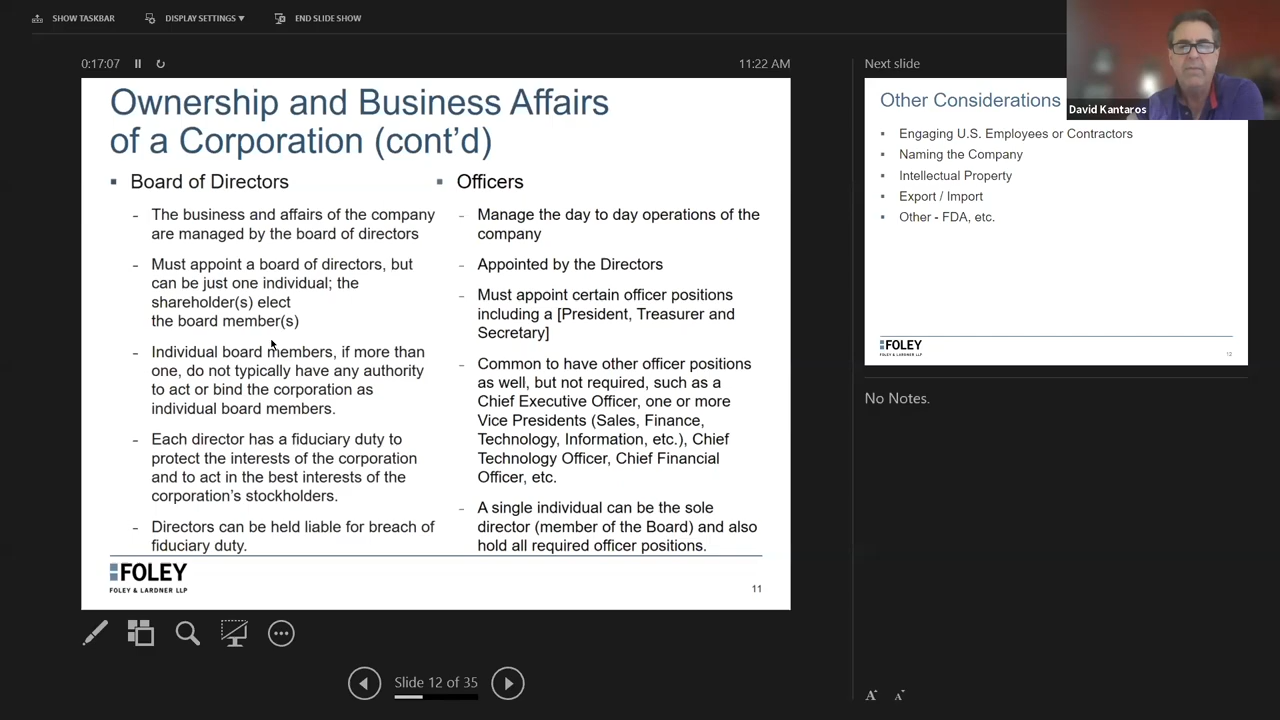 SHOW TASKBAR
DISPLAY SETTINGS ▼
END SLIDE SHOW
0:17:07
11:22 AM
Ownership and Business Affairs
of a Corporation (cont'd)
▪ Board of Directors
- The business and affairs of the company
are managed by the board of directors
- Must appoint a board of directors, but
can be just one individual; the
shareholder(s) elect
the board member(s)
- Individual board members, if more than
one, do not typically have any authority
to act or bind the corporation as
individual board members.
- Each director has a fiduciary duty to
protect the interests of the corporation
and to act in the best interests of the
corporation's stockholders.
- Directors can be held liable for breach of
fiduciary duty.
▪ Officers
- Manage the day to day operations of the
company
- Appointed by the Directors
- Must appoint certain officer positions
including a [President, Treasurer and
Secretary]
- Common to have other officer positions
as well, but not required, such as a
Chief Executive Officer, one or more
Vice Presidents (Sales, Finance,
Technology, Information, etc.), Chief
Technology Officer, Chief Financial
Officer, etc.
- A single individual can be the sole
director (member of the Board) and also
hold all required officer positions.
FOLEY
FOLEY & LARDNER LLP
11
Slide 12 of 35
Next slide
David Kantaros
Other Considerations
▪ Engaging U.S. Employees or Contractors
▪ Naming the Company
▪ Intellectual Property
▪ Export / Import
▪ Other - FDA, etc.
FOLEY
FOLEY & LARDNER LLP
12
No Notes.
A
A